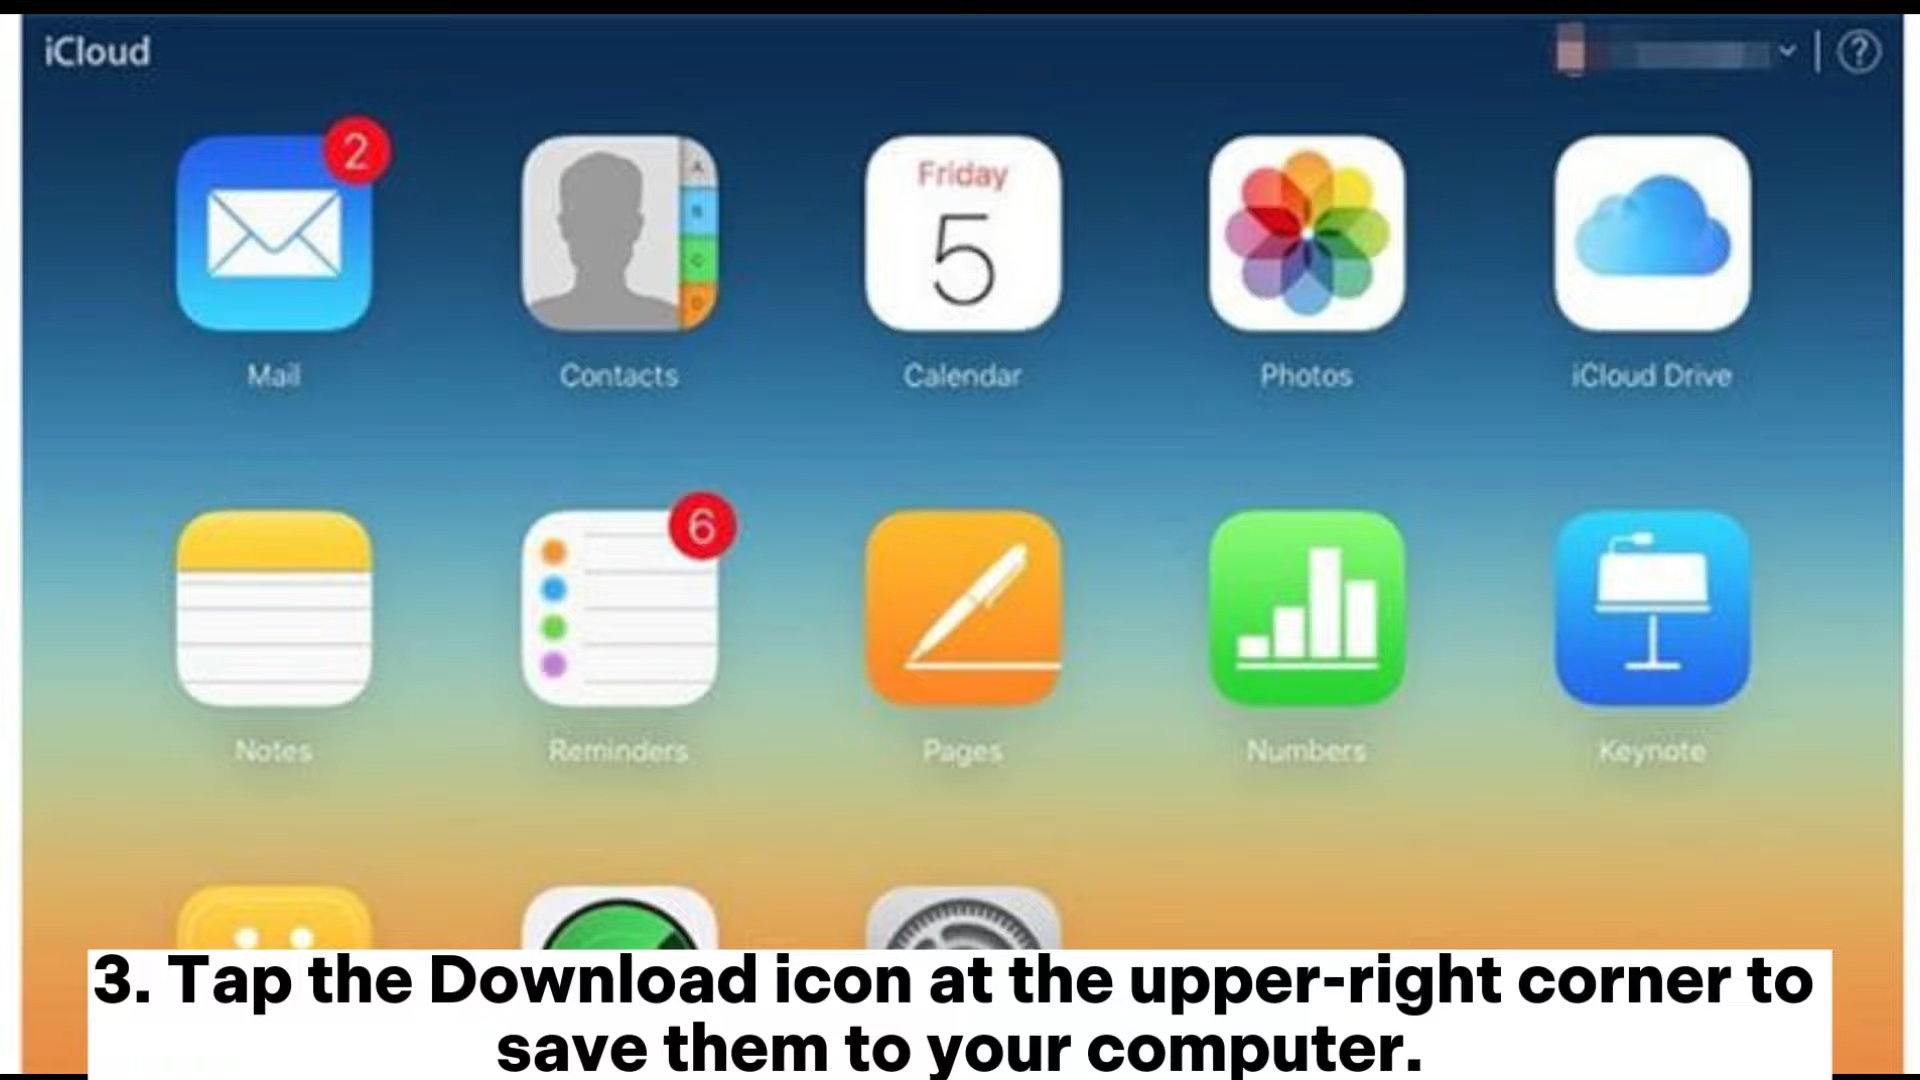 iCloud
?
2
A
B
C
D
Friday
5
Mail
Contacts
Calendar
Photos
iCloud Drive
6
Notes
Reminders
Pages
Numbers
Keynote
3. Tap the Download icon at the upper-right corner to
save them to your computer.